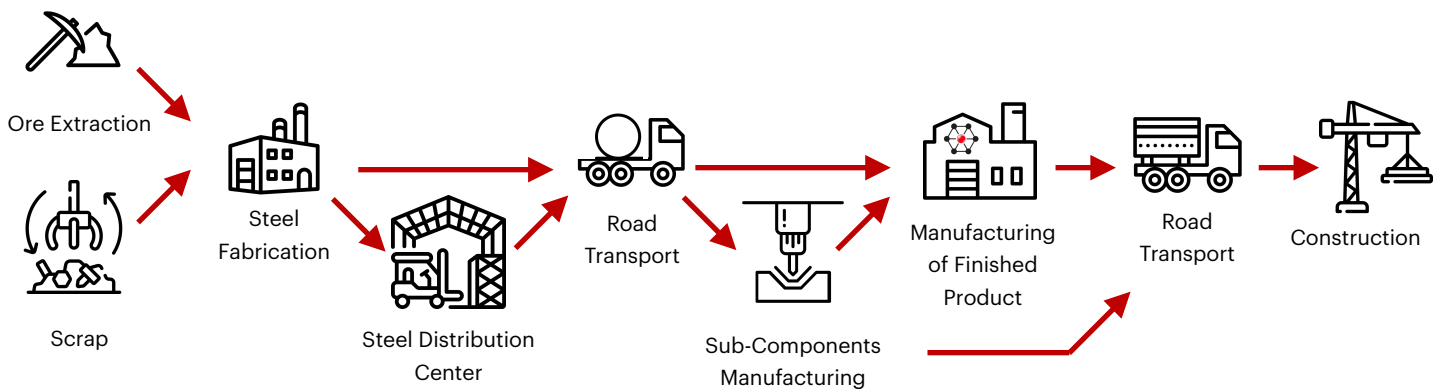 Ore Extraction
Scrap
Steel
Fabrication
Steel Distribution
Center
Road
Transport
Sub-Components
Manufacturing
Manufacturing
of Finished
Product
Road
Transport
Construction